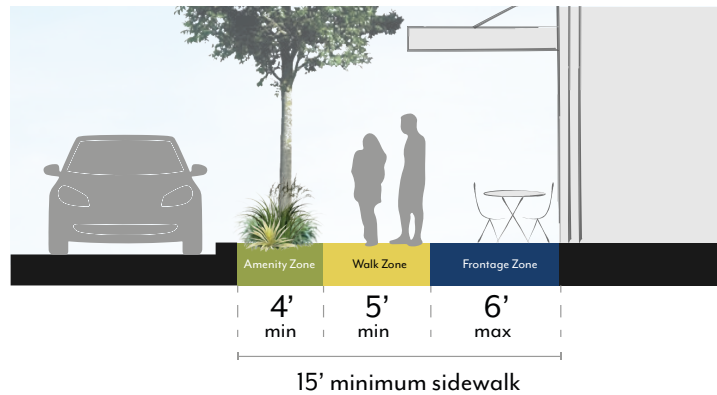 Amenity Zone Walk Zone Frontage Zone
4’ 5’ 6’
min min max
15’ minimum sidewalk